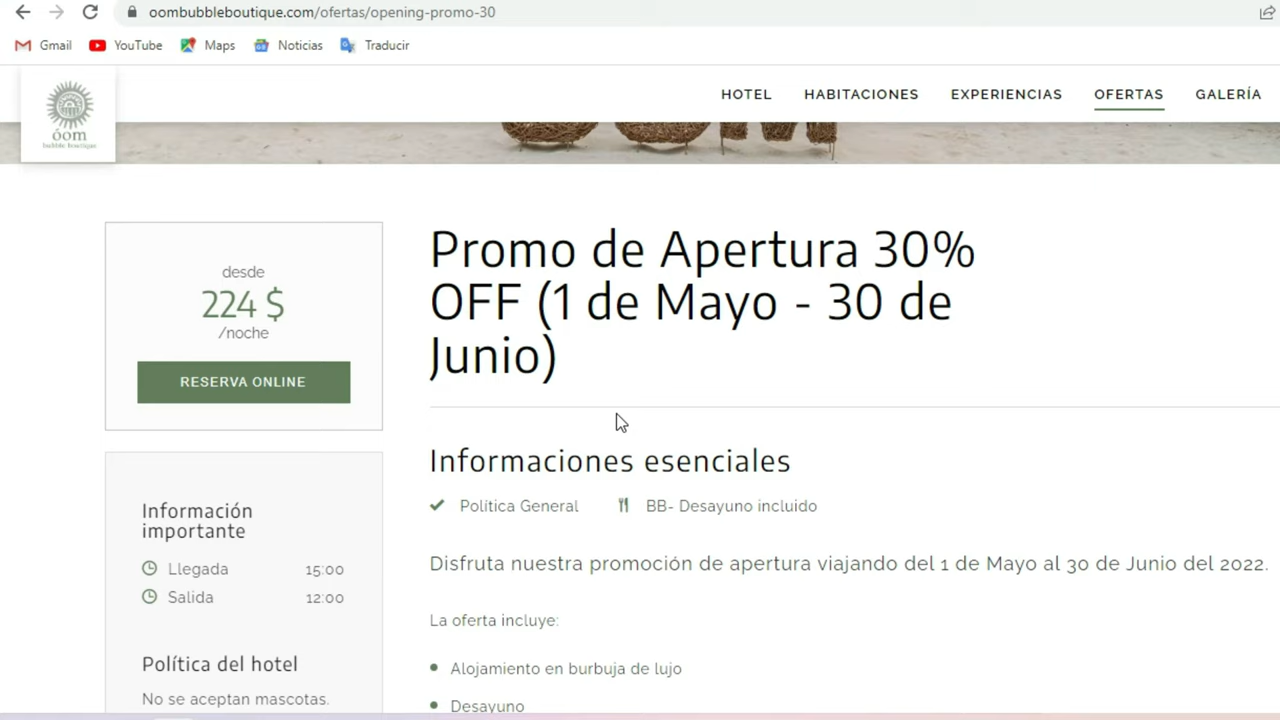 oombubbleboutique.com/ofertas/opening-promo-30
Gmail YouTube Maps Noticias Traducir
óom
bubble boutique
HOTEL HABITACIONES EXPERIENCIAS OFERTAS GALERÍA
desde
224 $
/noche
RESERVA ONLINE
Información
importante
Llegada 15:00
Salida 12:00
Política del hotel
No se aceptan mascotas.
Promo de Apertura 30%
OFF (1 de Mayo - 30 de
Junio)
Informaciones esenciales
Política General BB- Desayuno incluido
Disfruta nuestra promoción de apertura viajando del 1 de Mayo al 30 de Junio del 2022.
La oferta incluye:
Alojamiento en burbuja de lujo
Desayuno